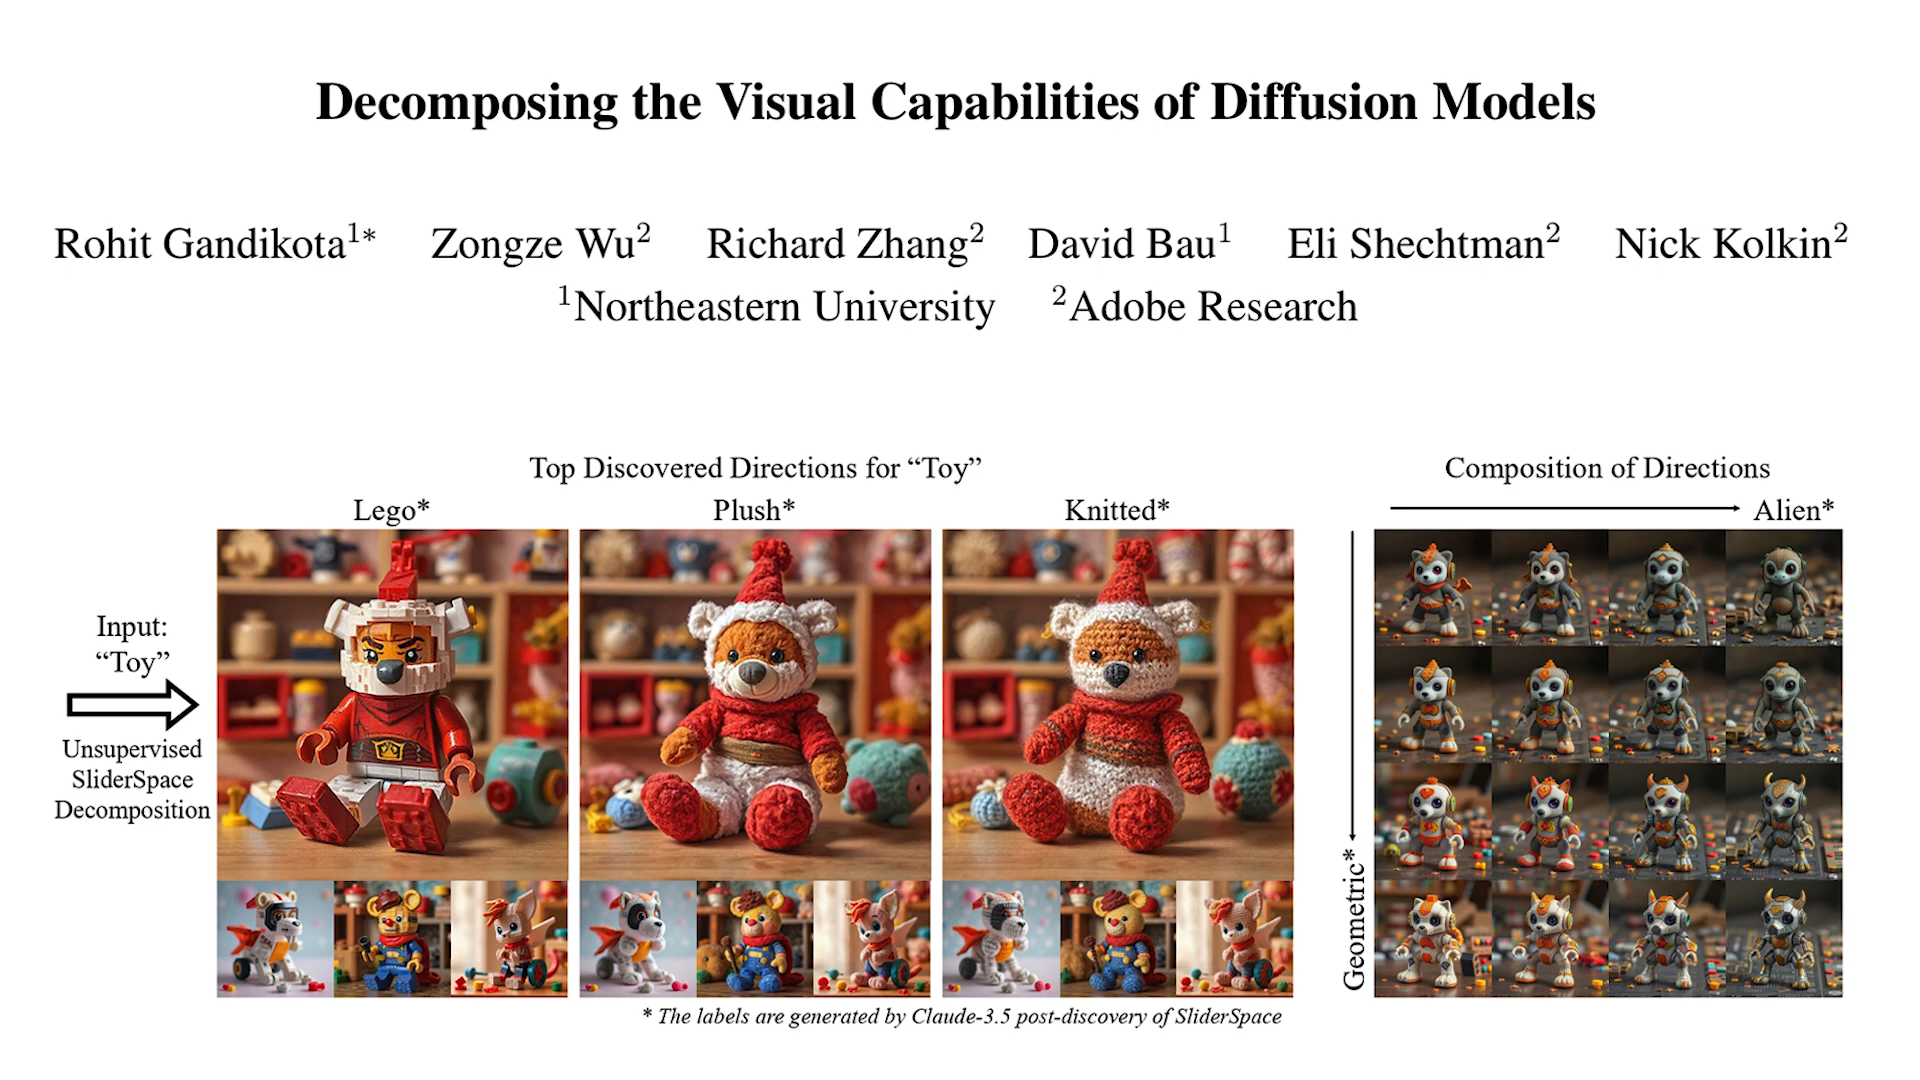 Decomposing the Visual Capabilities of Diffusion Models
Rohit Gandikota¹* Zongze Wu² Richard Zhang² David Bau¹ Eli Shechtman² Nick Kolkin²
¹Northeastern University ²Adobe Research
Top Discovered Directions for “Toy”
Composition of Directions
Lego* Plush* Knitted*
Alien*
Input:
“Toy”
Unsupervised
SliderSpace
Decomposition
Geometric*
* The labels are generated by Claude-3.5 post-discovery of SliderSpace